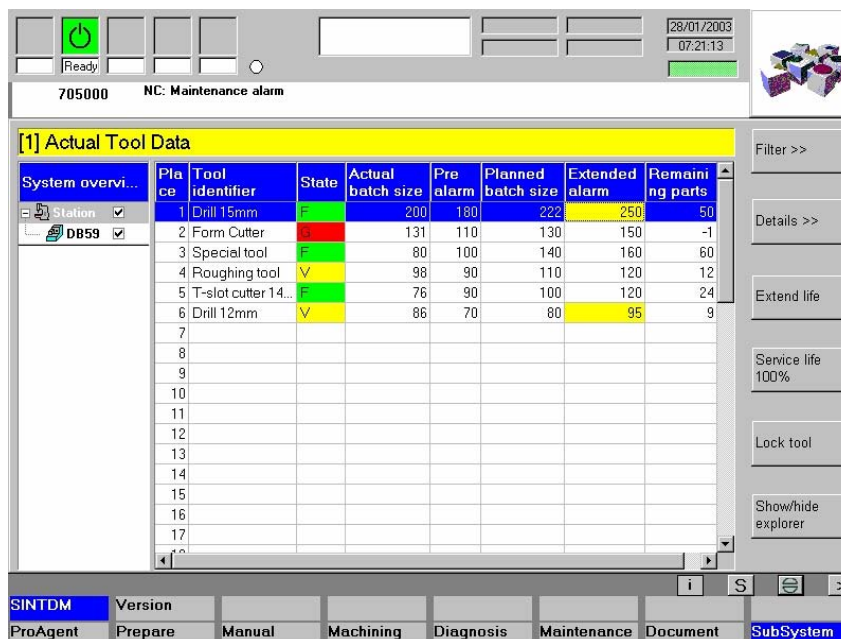 28/01/2003
07:21:13
Ready
705000 NC: Maintenance alarm
[1] Actual Tool Data
Filter >>
System overvi...
Station
DB59
Pla ce Tool identifier State Actual batch size Pre alarm Planned batch size Extended alarm Remaini ng parts
1 Drill 15mm F 200 180 222 250 50
2 Form Cutter G 131 110 130 150 -1
3 Special tool F 80 100 140 160 60
4 Roughing tool V 98 90 110 120 12
5 T-slot cutter 14... F 76 90 100 120 24
6 Drill 12mm V 86 70 80 95 9
7
8
9
10
11
12
13
14
15
16
17
Details >>
Extend life
Service life
100%
Lock tool
Show/hide
explorer
i S
SINTDM Version
ProAgent Prepare Manual Machining Diagnosis Maintenance Document SubSystem